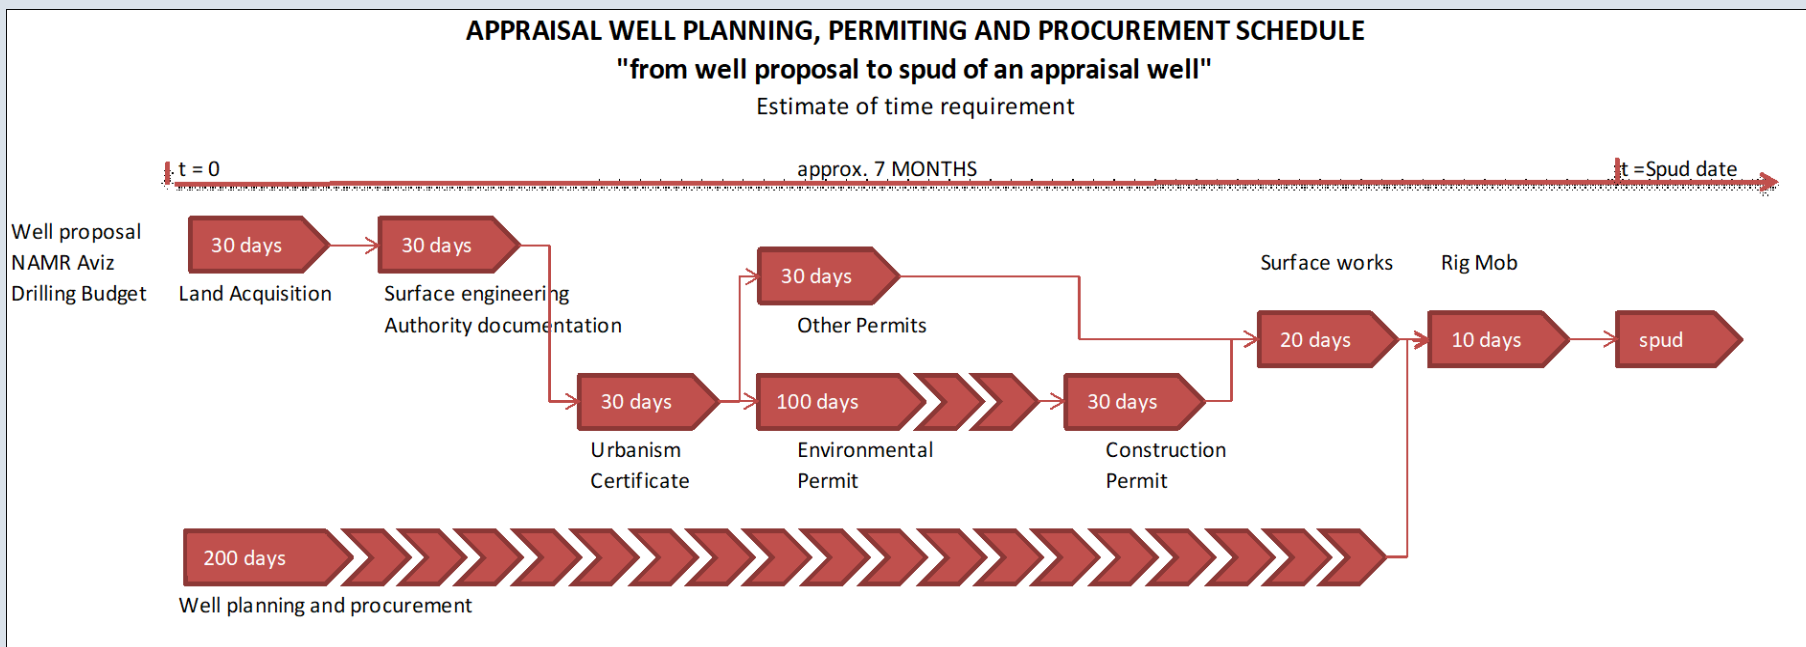 APPRAISAL WELL PLANNING, PERMITING AND PROCUREMENT SCHEDULE
"from well proposal to spud of an appraisal well"
Estimate of time requirement
t = 0
approx. 7 MONTHS
t =Spud date
Well proposal
NAMR Aviz
Drilling Budget
30 days
Land Acquisition
30 days
Surface engineering
Authority documentation
30 days
Urbanism
Certificate
30 days
Other Permits
100 days
Environmental
Permit
30 days
Construction
Permit
Surface works
20 days
Rig Mob
10 days
spud
200 days
Well planning and procurement